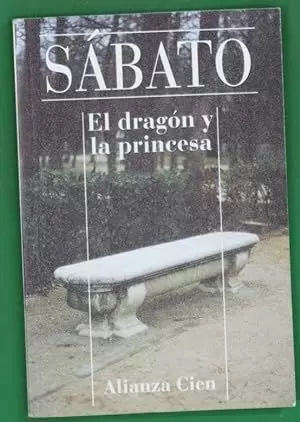 SÁBATO
El dragón y
la princesa
Alianza Cien